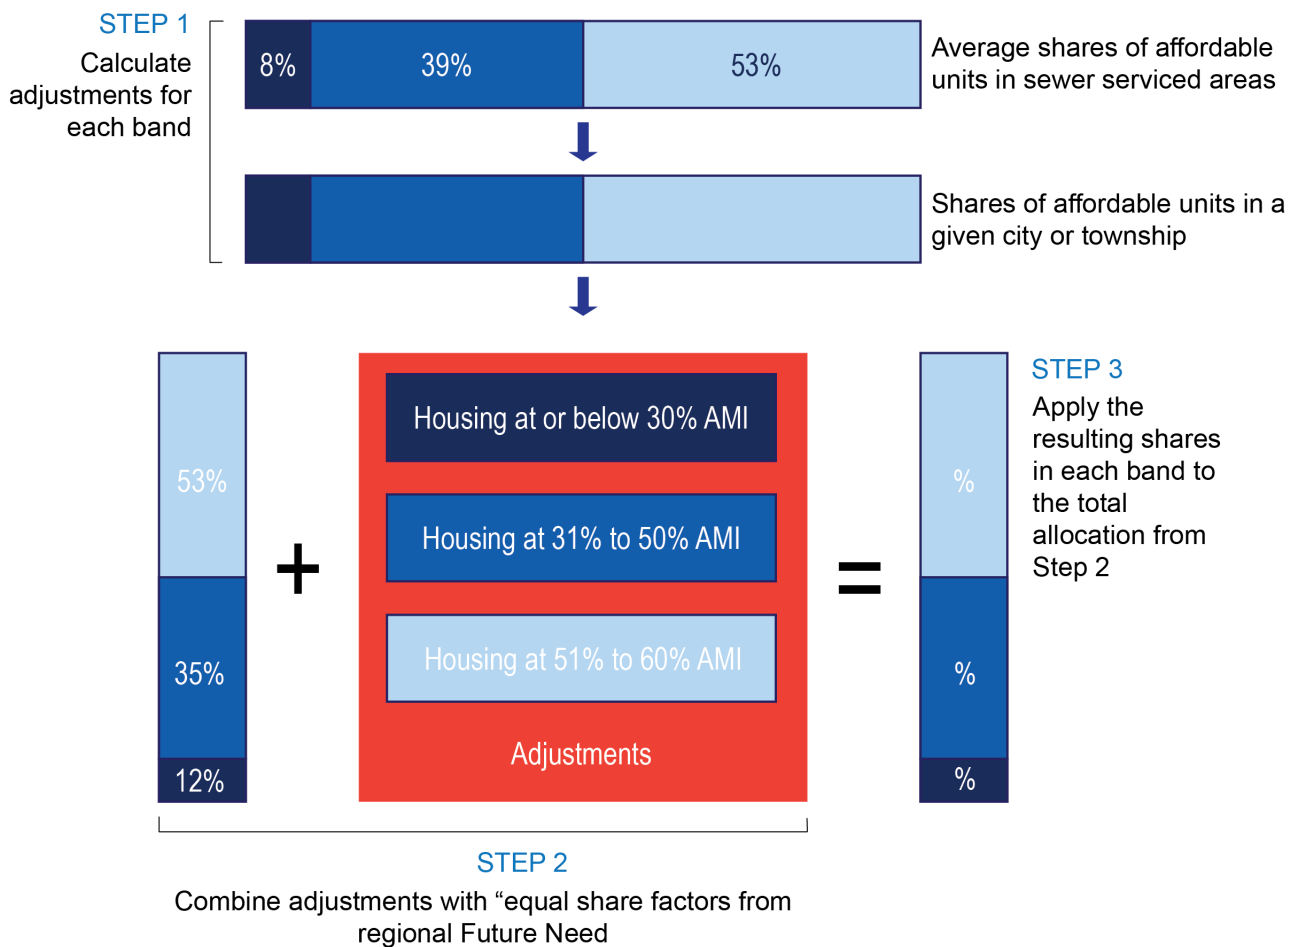 STEP 1
Calculate
adjustments for
each band
8%
39%
53%
Average shares of affordable
units in sewer serviced areas
Shares of affordable units in a
given city or township
53%
35%
12%
+
Housing at or below 30% AMI
Housing at 31% to 50% AMI
Housing at 51% to 60% AMI
Adjustments
=
%
%
%
STEP 3
Apply the
resulting shares
in each band to
the total
allocation from
Step 2
STEP 2
Combine adjustments with “equal share factors from
regional Future Need